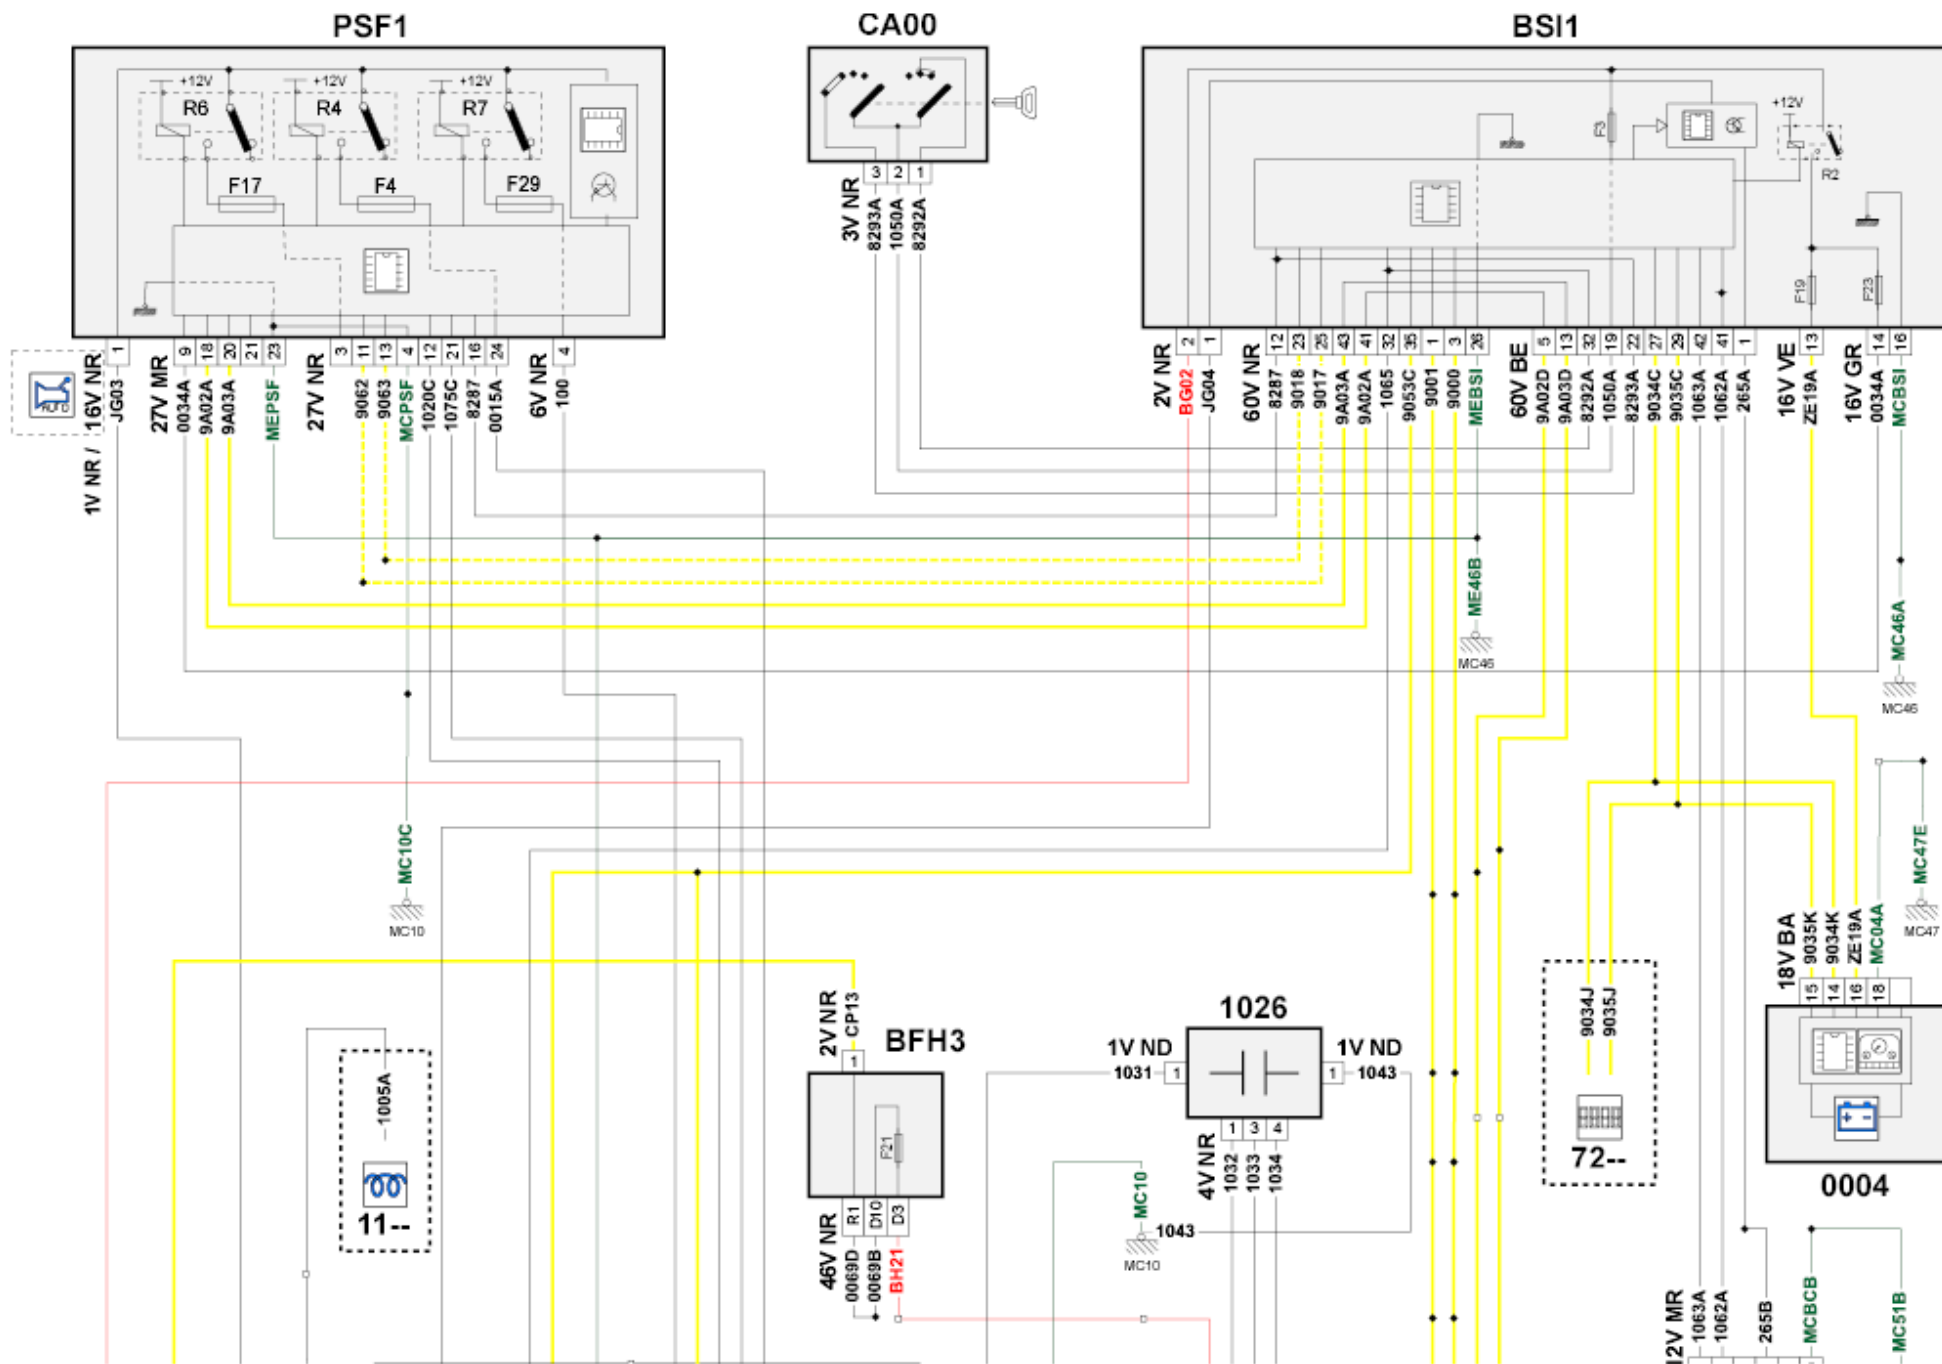 PSF1
CA00
BSI1
+12V
+12V
+12V
R6
R4
R7
F17
F4
F29
+12V
F3
R2
F19
F23
3 2 1
3V NR
8293A
1050A
8292A
AUTO
1V NR / 16V NR
1
JG03
27V MR
9 18 20 21 23
0034A
9A02A
9A03A
MEPSF
27V NR
3 11 13 4 12 21 16 24
9062
9063
MCPSF
1020C
1075C
8287
0015A
6V NR
4
100
2V NR
2 1
BG02
JG04
60V NR
12 23 25 43 41 32 35 1 3 26
8287
9018
9017
9A03A
9A02A
1065
9053C
9001
9000
MEBSI
60V BE
5 13 32 19 22 27 29 42 41 1
9A02D
9A03D
8292A
1050A
8293A
9034C
9035C
1063A
1062A
265A
16V VE
13
ZE19A
16V GR
14 16
0034A
MCBSI
ME46B
MC46
MC46A
MC46
MC10C
MC10
MC47E
MC47
18V BA
9035K
9034K
ZE19A
MC04A
15 14 16 18
0004
9034J
9035J
72--
2V NR
CP13
1
BFH3
F21
46V NR
R1 D10 D3
0069D
0069B
BH21
1005A
11--
1026
1V ND
1031
1
1V ND
1
1043
4V NR
1 3 4
1032
1033
1034
MC10
1043
MC10
12V MR
1063A
1062A
265B
MCBCB
MC51B